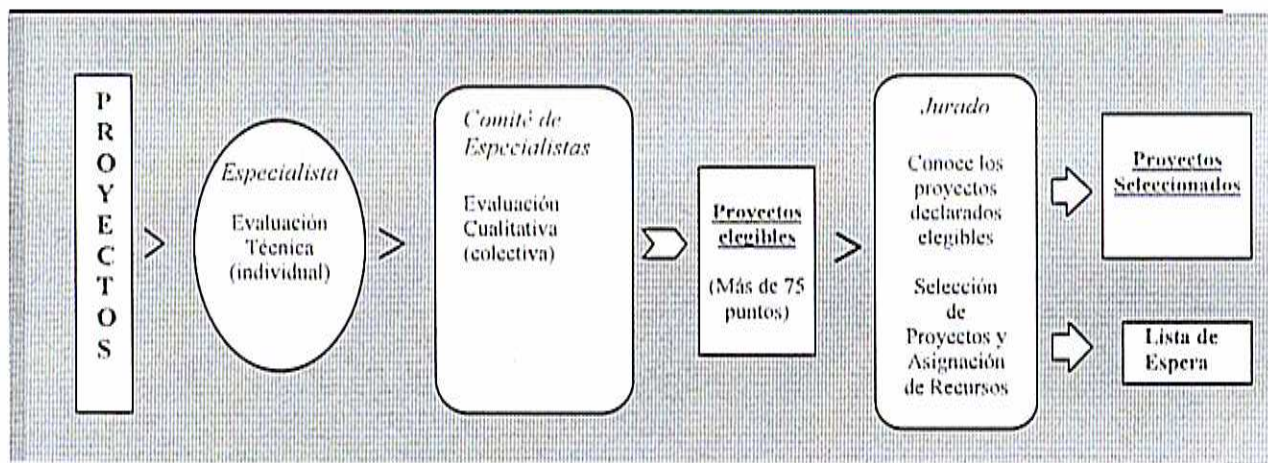 PROYECTOS
Especialista
Evaluación
Técnica
(individual)
Comité de
Especialistas
Evaluación
Cualitativa
(colectiva)
Proyectos
elegibles
(Más de 75
puntos)
Jurado
Conoce los
proyectos
declarados
elegibles
Selección
de
Proyectos y
Asignación
de Recursos
Proyectos
Seleccionados
Lista de
Espera